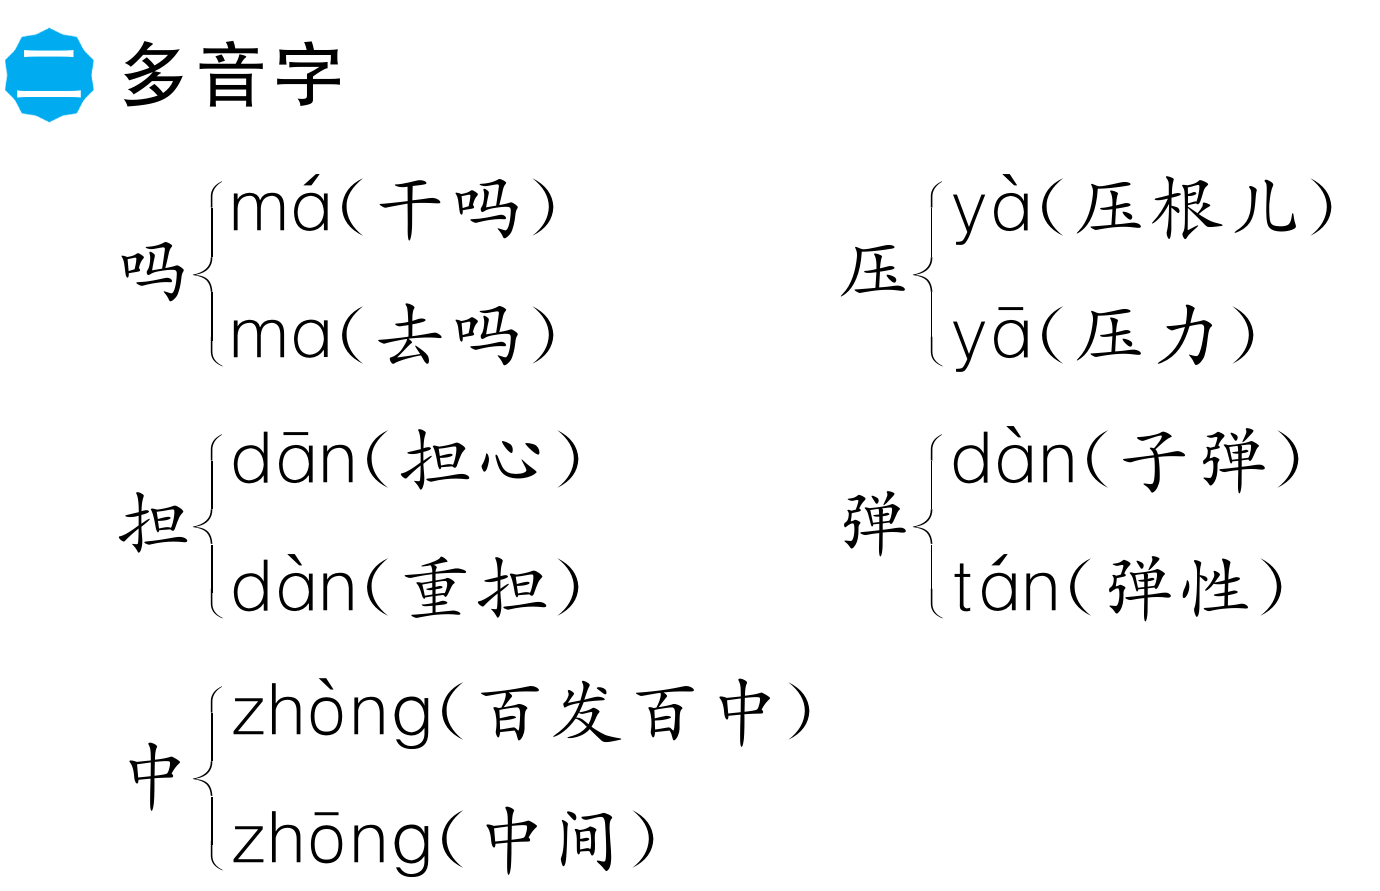 二 多音字
吗 má(干吗)
ma(去吗)
压 yà(压根儿)
yā(压力)
担 dān(担心)
dàn(重担)
弹 dàn(子弹)
tán(弹性)
中 zhòng(百发百中)
zhōng(中间)